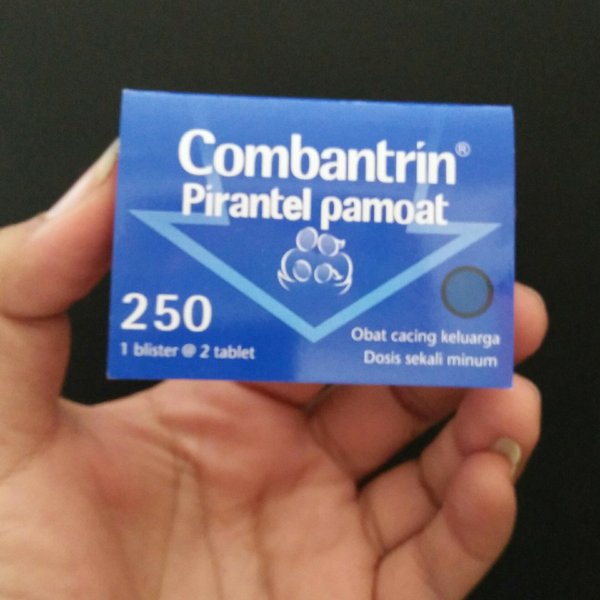 Combantrin®
Pirantel pamoat
250
1 blister @ 2 tablet
Obat cacing keluarga
Dosis sekali minum